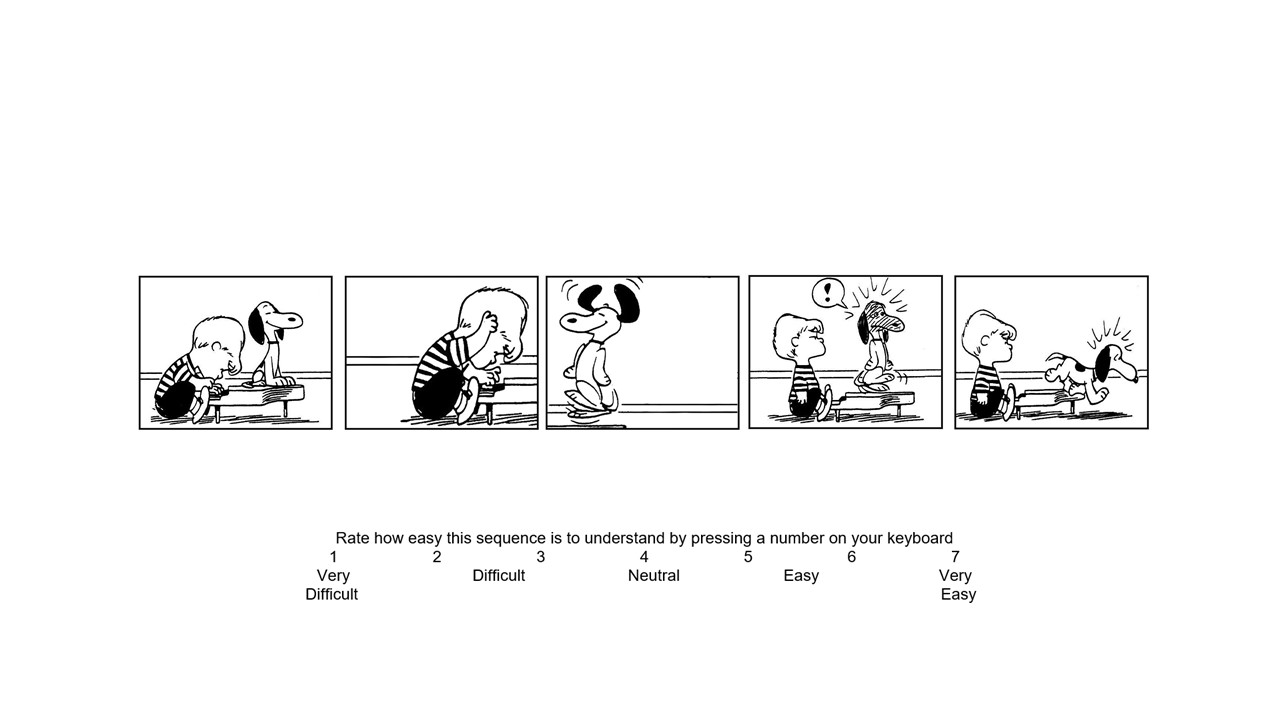 !
Rate how easy this sequence is to understand by pressing a number on your keyboard
1 2 3 4 5 6 7
Very Difficult Neutral Easy Very
Difficult Easy